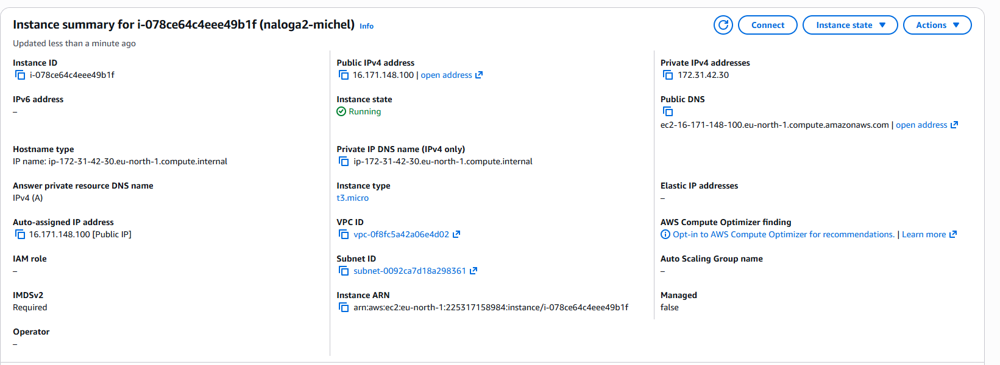 Instance summary for i-078ce64c4eee49b1f (naloga2-michel) Info
Connect
Instance state
Actions
Updated less than a minute ago
Instance ID
i-078ce64c4eee49b1f
Public IPv4 address
16.171.148.100 | open address
Private IPv4 addresses
172.31.42.30
IPv6 address
–
Instance state
Running
Public DNS
ec2-16-171-148-100.eu-north-1.compute.amazonaws.com | open address
Hostname type
IP name: ip-172-31-42-30.eu-north-1.compute.internal
Private IP DNS name (IPv4 only)
ip-172-31-42-30.eu-north-1.compute.internal
Answer private resource DNS name
IPv4 (A)
Instance type
t3.micro
Elastic IP addresses
–
Auto-assigned IP address
16.171.148.100 [Public IP]
VPC ID
vpc-0f8fc5a42a06e4d02
AWS Compute Optimizer finding
Opt-in to AWS Compute Optimizer for recommendations. | Learn more
IAM role
–
Subnet ID
subnet-0092ca7d18a298361
Auto Scaling Group name
–
IMDSv2
Required
Instance ARN
arn:aws:ec2:eu-north-1:225317158984:instance/i-078ce64c4eee49b1f
Managed
false
Operator
–